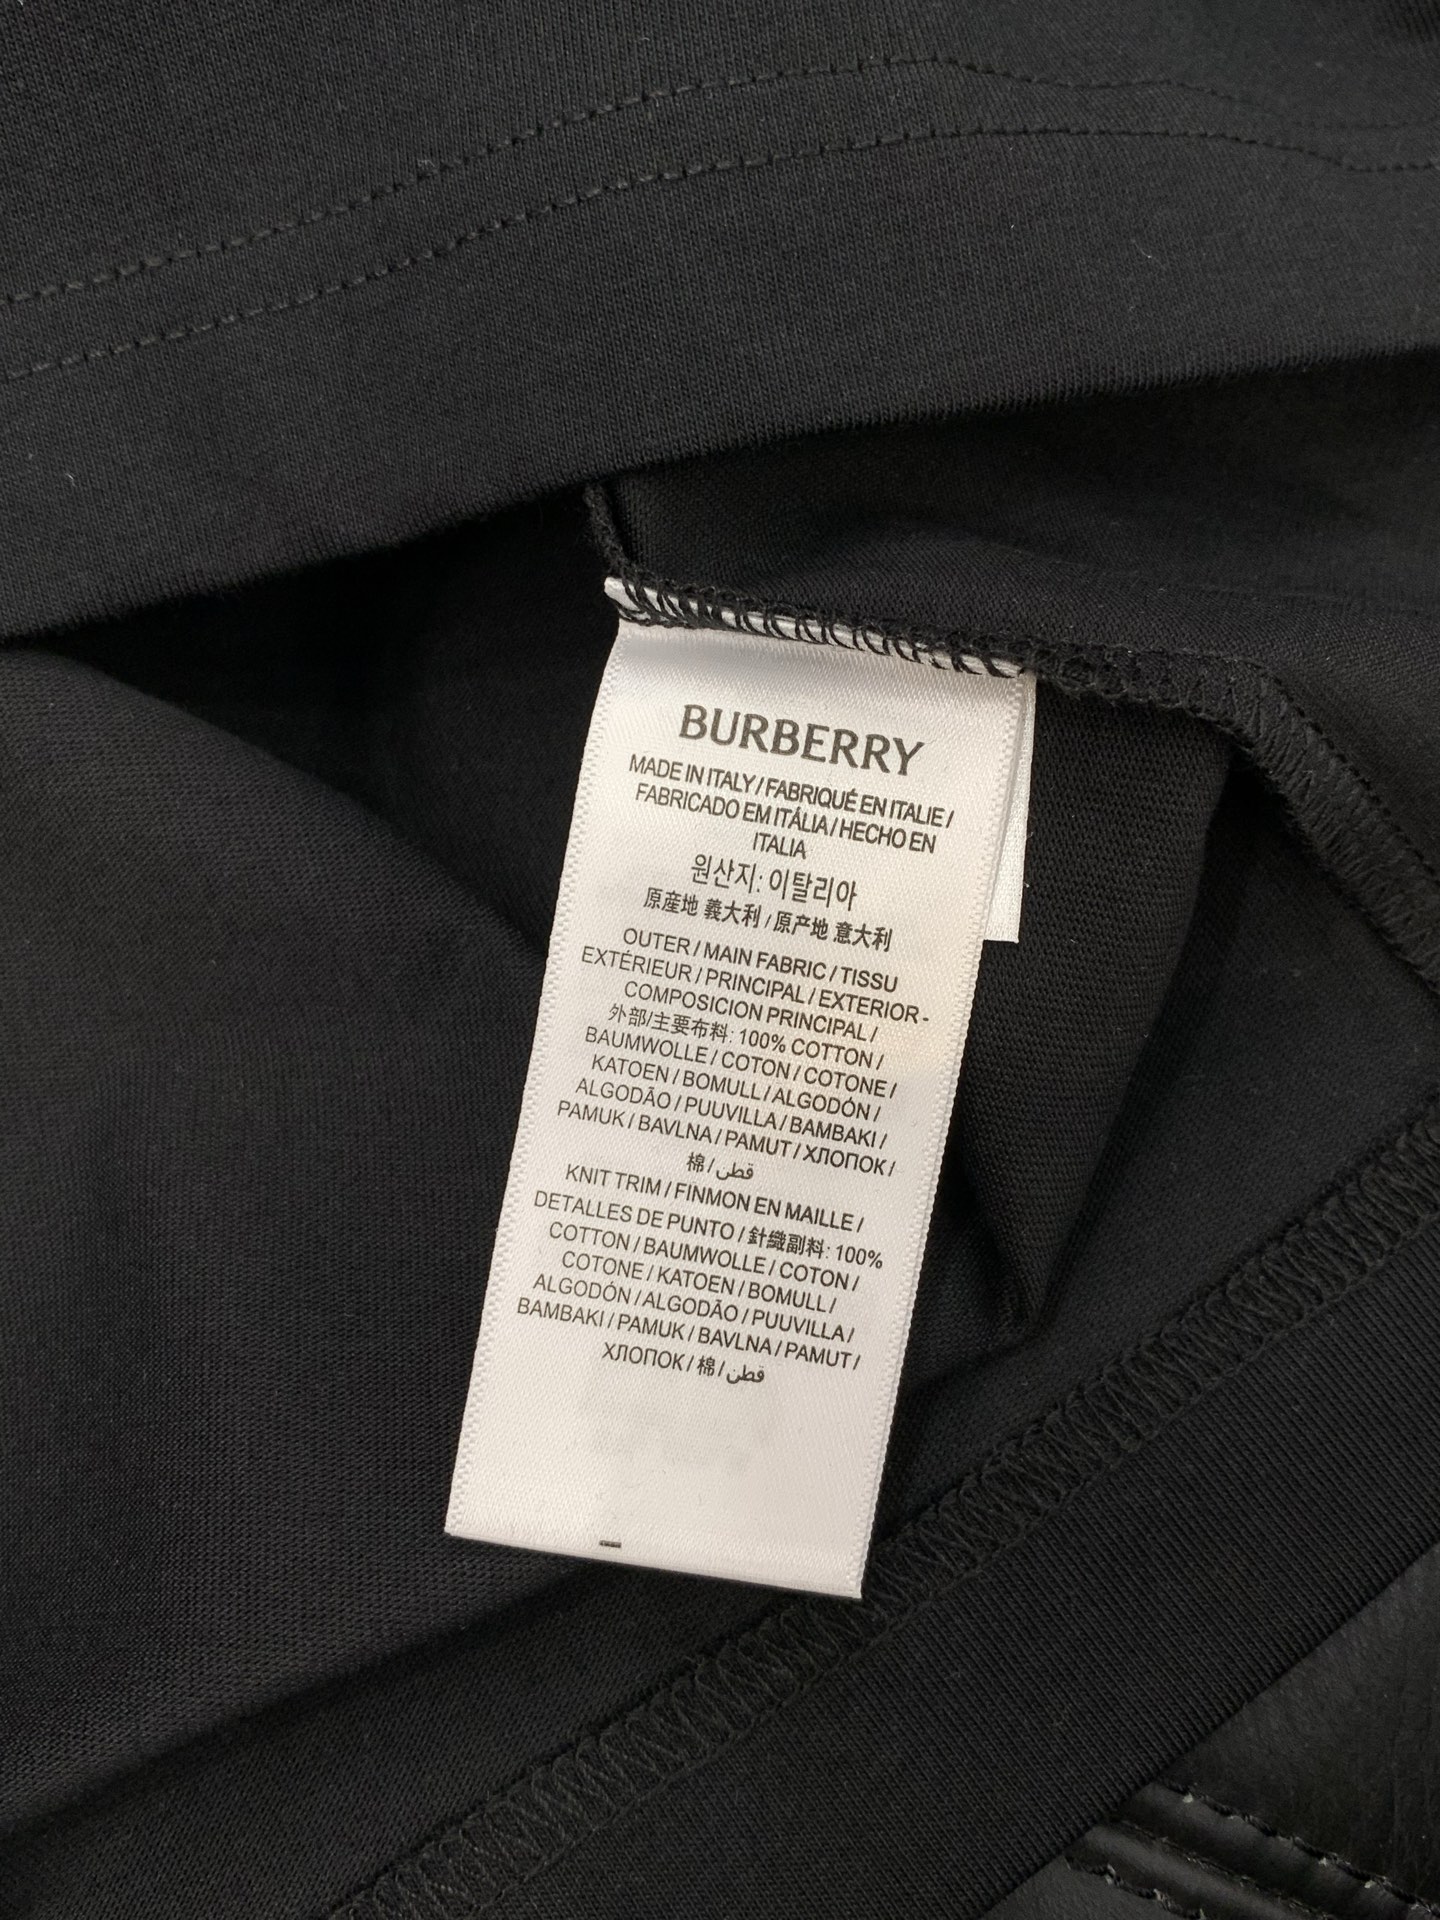 BURBERRY
MADE IN ITALY / FABRIQUÉ EN ITALIE /
FABRICADO EM ITÁLIA / HECHO EN
ITALIA
원산지: 이탈리아
原産地 義大利 / 原产地 意大利
OUTER / MAIN FABRIC / TISSU
EXTÉRIEUR / PRINCIPAL / EXTERIOR -
COMPOSICION PRINCIPAL /
外部/主要布料: 100% COTTON /
BAUMWOLLE / COTON / COTONE /
KATOEN / BOMULL / ALGODÓN /
ALGODÃO / PUUVILLA / BAMBAKI /
PAMUK / BAVLNA / PAMUT / ХЛОПОК /
棉 / قطن
KNIT TRIM / FINMON EN MAILLE /
DETALLES DE PUNTO / 針織副料: 100%
COTTON / BAUMWOLLE / COTON /
COTONE / KATOEN / BOMULL /
ALGODÓN / ALGODÃO / PUUVILLA /
BAMBAKI / PAMUK / BAVLNA / PAMUT /
ХЛОПОК / 棉 / قطن